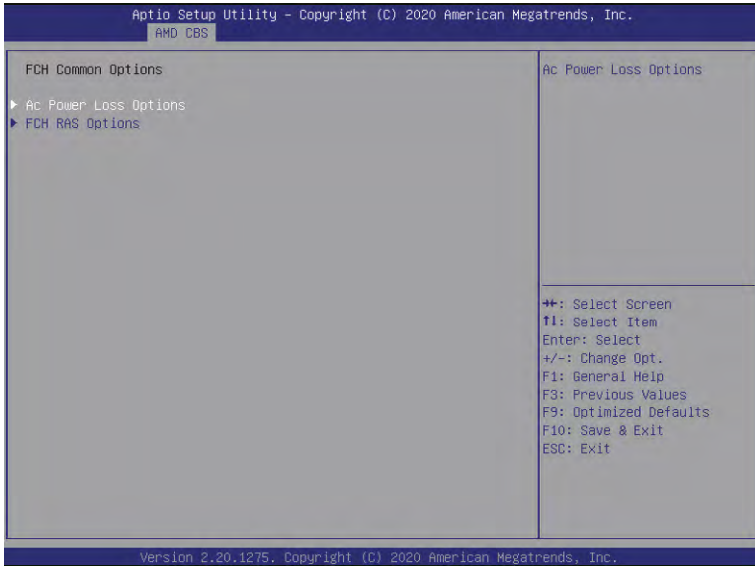 Aptio Setup Utility – Copyright (C) 2020 American Megatrends, Inc.
AMD CBS
FCH Common Options
Ac Power Loss Options
FCH RAS Options
Ac Power Loss Options
→←: Select Screen
↑↓: Select Item
Enter: Select
+/-: Change Opt.
F1: General Help
F3: Previous Values
F9: Optimized Defaults
F10: Save & Exit
ESC: Exit
Version 2.20.1275. Copyright (C) 2020 American Megatrends, Inc.